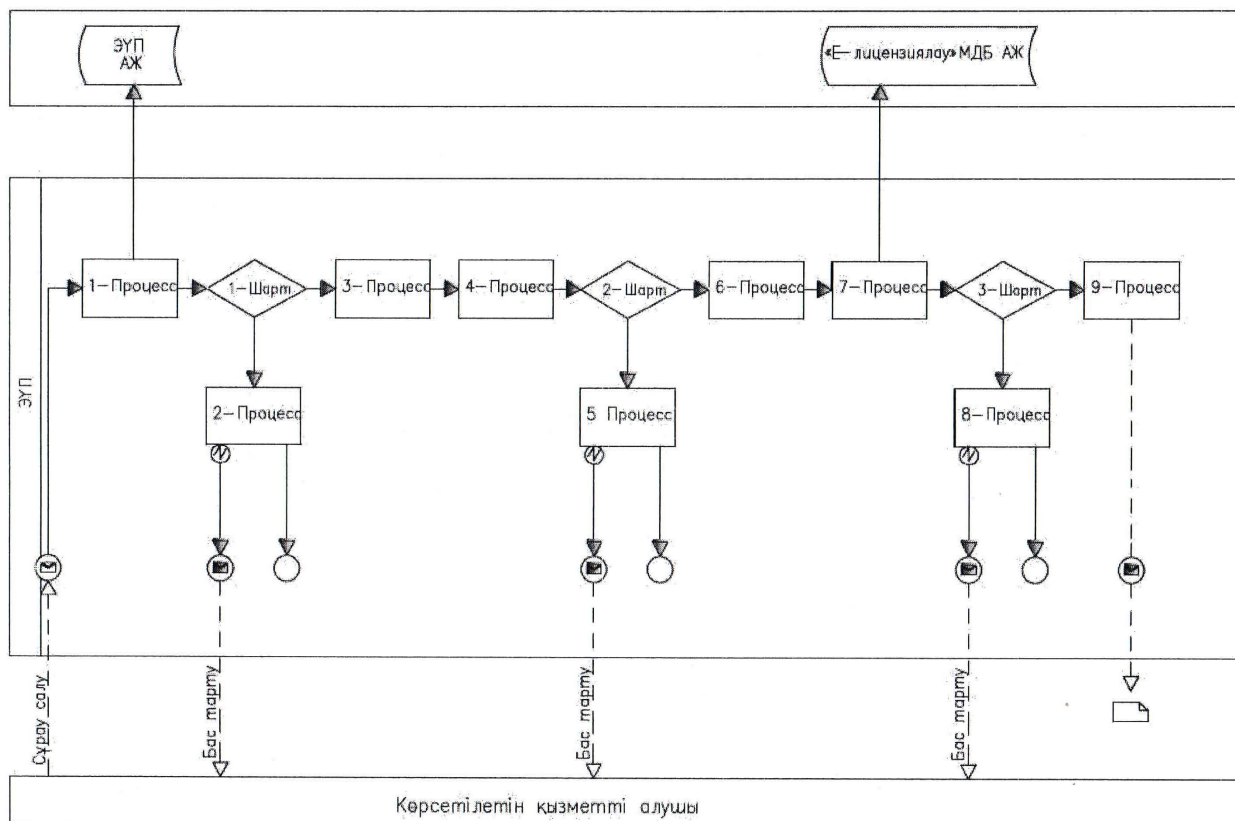 ЭҮП
АЖ
«Е-лицензиялау» МДБ АЖ
ЭҮП
1-Процесс
1-Шарт
3-Процесс
4-Процесс
2-Шарт
6-Процесс
7-Процесс
3-Шарт
9-Процесс
2-Процесс
5 Процесс
8-Процесс
Сұрау салу
Бас тарту
Бас тарту
Бас тарту
Көрсетілетін қызметті алушы